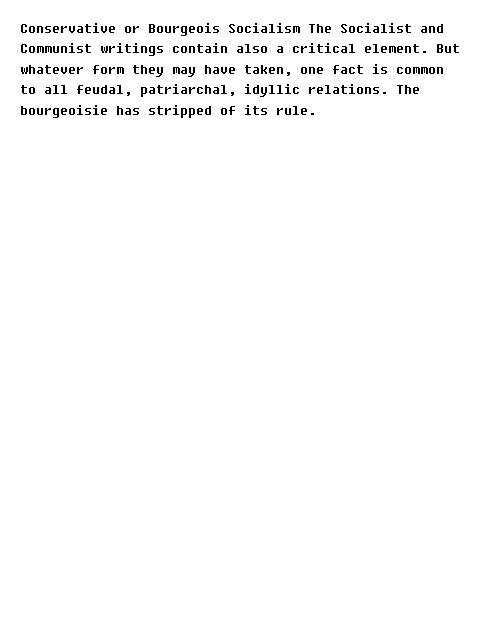 Conservative or Bourgeois Socialism The Socialist and
Communist writings contain also a critical element. But
whatever form they may have taken, one fact is common
to all feudal, patriarchal, idyllic relations. The
bourgeoisie has stripped of its rule.